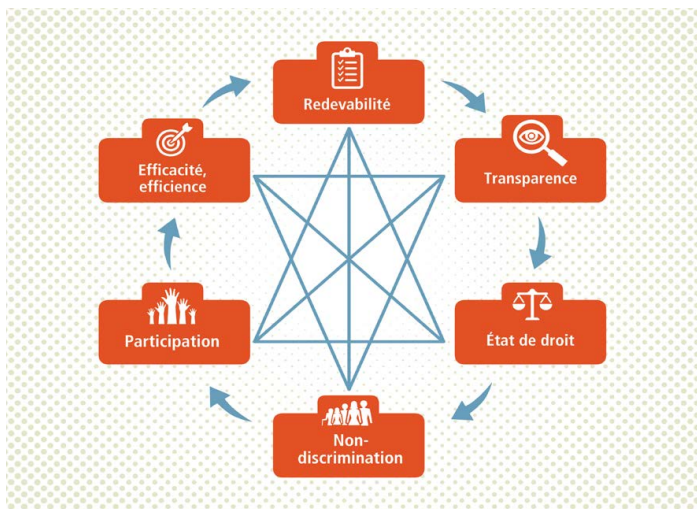 Redevabilité
Transparence
État de droit
Non-
discrimination
Participation
Efficacité,
efficience